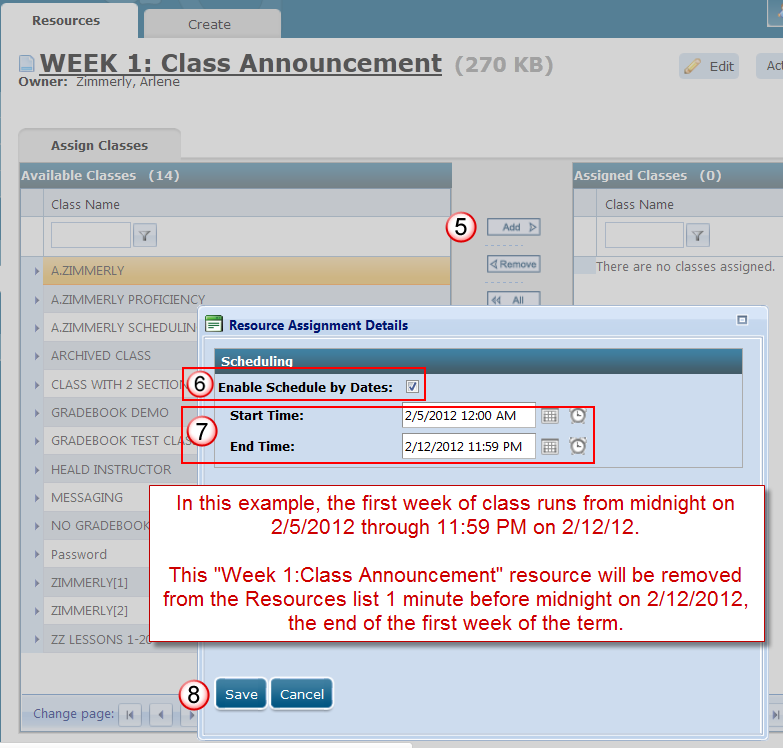 Resources
Create
WEEK 1: Class Announcement (270 KB)
Edit
Owner: Zimmerly, Arlene
Assign Classes
Available Classes (14)
Assigned Classes (0)
Class Name
Class Name
5
Add
There are no classes assigned.
Remove
All
A.ZIMMERLY
A.ZIMMERLY PROFICIENCY
A.ZIMMERLY SCHEDULIN
ARCHIVED CLASS
CLASS WITH 2 SECTION
GRADEBOOK DEMO
GRADEBOOK TEST CLAS
HEALD INSTRUCTOR
MESSAGING
NO GRADEBOOK
Password
ZIMMERLY[1]
ZIMMERLY[2]
ZZ LESSONS 1-20
Resource Assignment Details
Scheduling
6
Enable Schedule by Dates:
7
Start Time: 2/5/2012 12:00 AM
End Time: 2/12/2012 11:59 PM
In this example, the first week of class runs from midnight on
2/5/2012 through 11:59 PM on 2/12/12.
This "Week 1:Class Announcement" resource will be removed
from the Resources list 1 minute before midnight on 2/12/2012,
the end of the first week of the term.
8
Save
Cancel
Change page: